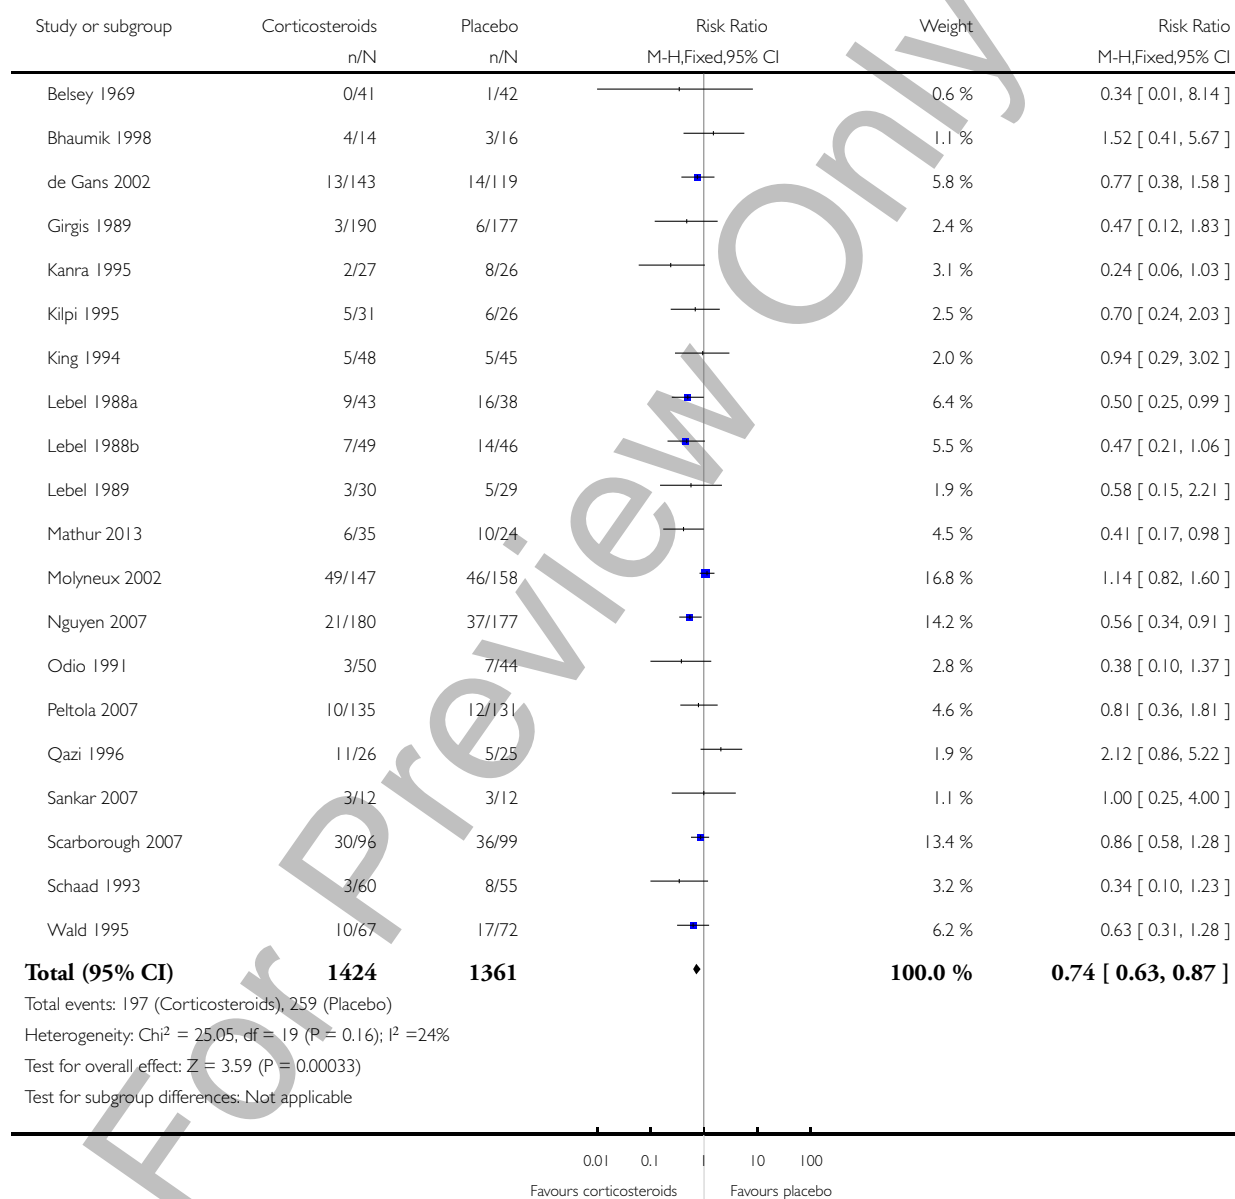 Study or subgroup Corticosteroids Placebo Risk Ratio Weight Risk Ratio
n/N n/N M-H,Fixed,95% CI M-H,Fixed,95% CI
Belsey 1969 0/41 1/42 0.6 % 0.34 [ 0.01, 8.14 ]
Bhaumik 1998 4/14 3/16 1.1 % 1.52 [ 0.41, 5.67 ]
de Gans 2002 13/143 14/119 5.8 % 0.77 [ 0.38, 1.58 ]
Girgis 1989 3/190 6/177 2.4 % 0.47 [ 0.12, 1.83 ]
Kanra 1995 2/27 8/26 3.1 % 0.24 [ 0.06, 1.03 ]
Kilpi 1995 5/31 6/26 2.5 % 0.70 [ 0.24, 2.03 ]
King 1994 5/48 5/45 2.0 % 0.94 [ 0.29, 3.02 ]
Lebel 1988a 9/43 16/38 6.4 % 0.50 [ 0.25, 0.99 ]
Lebel 1988b 7/49 14/46 5.5 % 0.47 [ 0.21, 1.06 ]
Lebel 1989 3/30 5/29 1.9 % 0.58 [ 0.15, 2.21 ]
Mathur 2013 6/35 10/24 4.5 % 0.41 [ 0.17, 0.98 ]
Molyneux 2002 49/147 46/158 16.8 % 1.14 [ 0.82, 1.60 ]
Nguyen 2007 21/180 37/177 14.2 % 0.56 [ 0.34, 0.91 ]
Odio 1991 3/50 7/44 2.8 % 0.38 [ 0.10, 1.37 ]
Peltola 2007 10/135 12/131 4.6 % 0.81 [ 0.36, 1.81 ]
Qazi 1996 11/26 5/25 1.9 % 2.12 [ 0.86, 5.22 ]
Sankar 2007 3/12 3/12 1.1 % 1.00 [ 0.25, 4.00 ]
Scarborough 2007 30/96 36/99 13.4 % 0.86 [ 0.58, 1.28 ]
Schaad 1993 3/60 8/55 3.2 % 0.34 [ 0.10, 1.23 ]
Wald 1995 10/67 17/72 6.2 % 0.63 [ 0.31, 1.28 ]
Total (95% CI) 1424 1361 100.0 % 0.74 [ 0.63, 0.87 ]
Total events: 197 (Corticosteroids), 259 (Placebo)
Heterogeneity: Chi² = 25.05, df = 19 (P = 0.16); I² =24%
Test for overall effect: Z = 3.59 (P = 0.00033)
Test for subgroup differences: Not applicable
0.01 0.1 1 10 100
Favours corticosteroids Favours placebo
For Preview Only